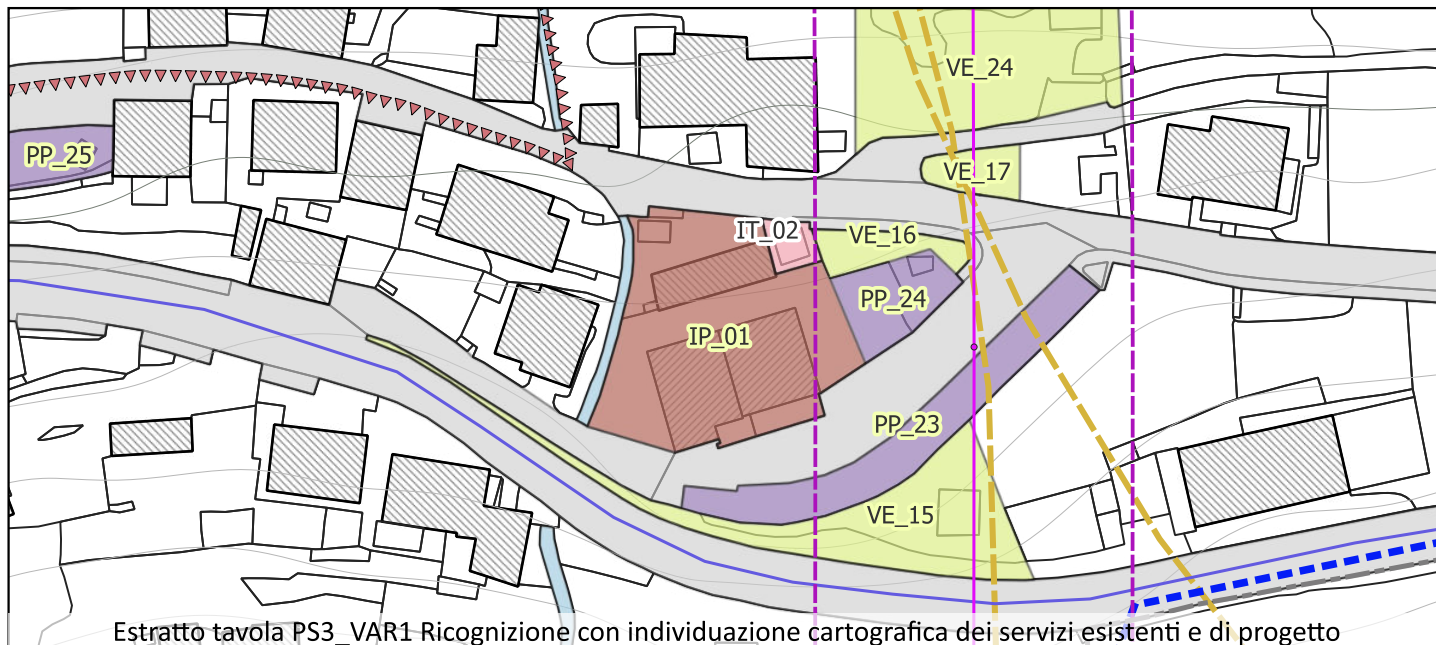 VE_24
PP_25
VE_17
IT_02
VE_16
PP_24
IP_01
PP_23
VE_15
Estratto tavola PS3_VAR1 Ricognizione con individuazione cartografica dei servizi esistenti e di progetto